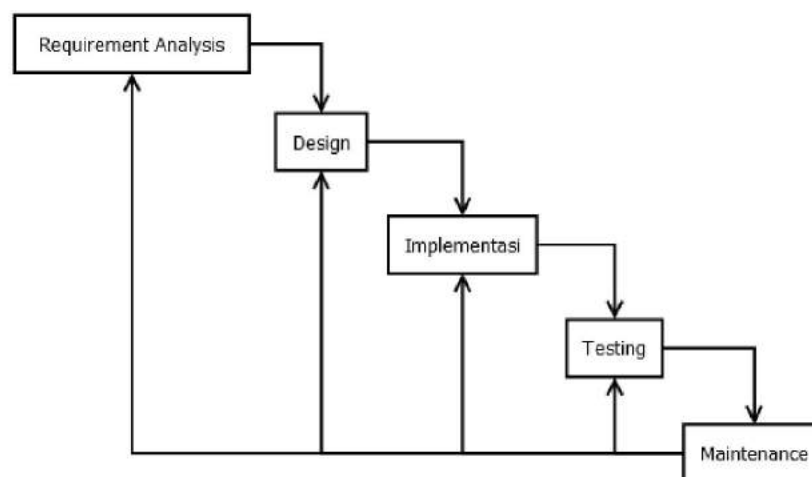 Requirement Analysis
Design
Implementasi
Testing
Maintenance